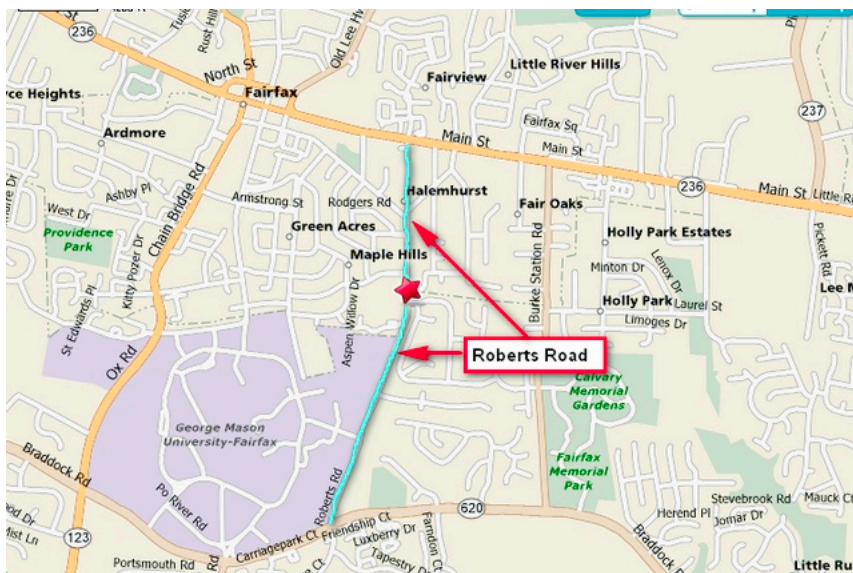 236
Rust Hill
Old Lee Hw
Little River Hills
North St
Fairview
237
Fairfax
Fairfax Sq
Ardmore
Main St
Main St
236
Main St
Ashby Pl
Armstrong St
Rodgers Rd
Halemhurst
Fair Oaks
West Dr
Providence
Park
Chain Bridge Rd
Green Acres
Holly Park Estates
Pickett Rd
Kitty Pozer Dr
Maple Hills
Minton Dr
Lenox Dr
Burke Station Rd
Holly Park
Laurel St
Limoges Dr
St Edwards Pl
Aspen Willow Dr
Ox Rd
Roberts Road
Calvary
Memorial
Gardens
George Mason
University-Fairfax
Braddock Rd
Fairfax
Memorial
Park
Po River Rd
Roberts Rd
620
Stevebrook Rd
Mauck Ct
Herend Pl
Jomar Dr
123
Friendship Ct
Carriagepark Ct
Luxberry Dr
Farndon Ct
Portsmouth Rd
Tapestry Dr
Braddock
Mist Ln
Little Ru